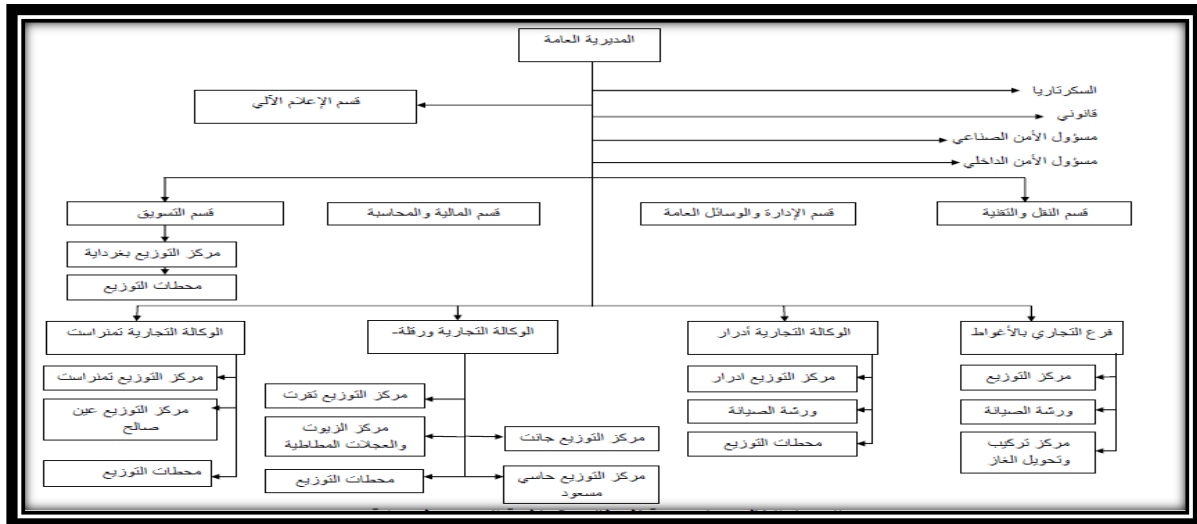 المديرية العامة
السكرتاريا
قسم الإعلام الآلي
قانوني
مسؤول الأمن الصناعي
مسؤول الأمن الداخلي
قسم النقل والتقنية
قسم الإدارة والوسائل العامة
قسم المالية والمحاسبة
قسم التسويق
مركز التوزيع بغرداية
محطات التوزيع
فرع التجاري بالأغواط
الوكالة التجارية أدرار
الوكالة التجارية ورقلة-
الوكالة التجارية تمنراست
مركز التوزيع
ورشة الصيانة
مركز تركيب
وتحويل الغاز
مركز التوزيع ادرار
ورشة الصيانة
محطات التوزيع
مركز التوزيع تقرت
مركز الزيوت
والعجلات المطاطية
محطات التوزيع
مركز التوزيع جانت
مركز التوزيع حاسي
مسعود
مركز التوزيع تمنراست
مركز التوزيع عين
صالح
محطات التوزيع